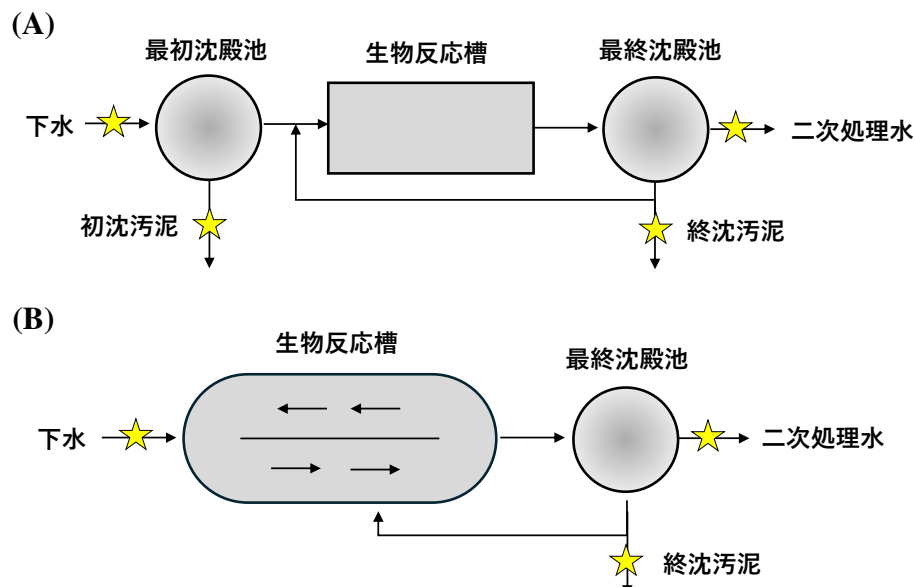 (A)
最初沈殿池
生物反応槽
最終沈殿池
下水
二次処理水
初沈汚泥
終沈汚泥
(B)
生物反応槽
最終沈殿池
下水
二次処理水
終沈汚泥